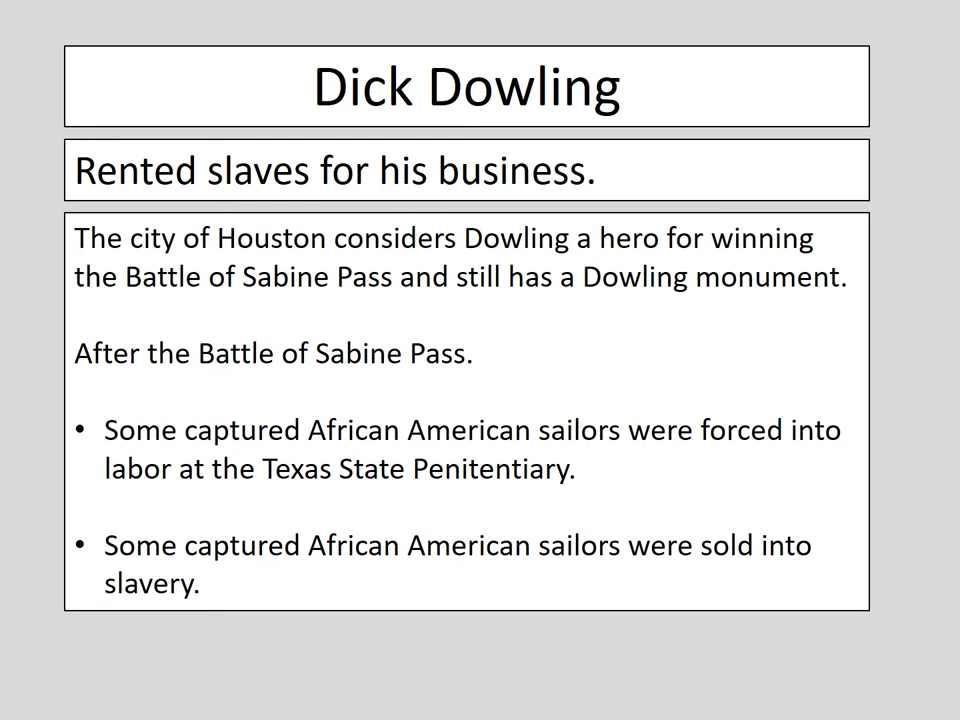 Dick Dowling
Rented slaves for his business.
The city of Houston considers Dowling a hero for winning
the Battle of Sabine Pass and still has a Dowling monument.
After the Battle of Sabine Pass.
• Some captured African American sailors were forced into
labor at the Texas State Penitentiary.
• Some captured African American sailors were sold into
slavery.